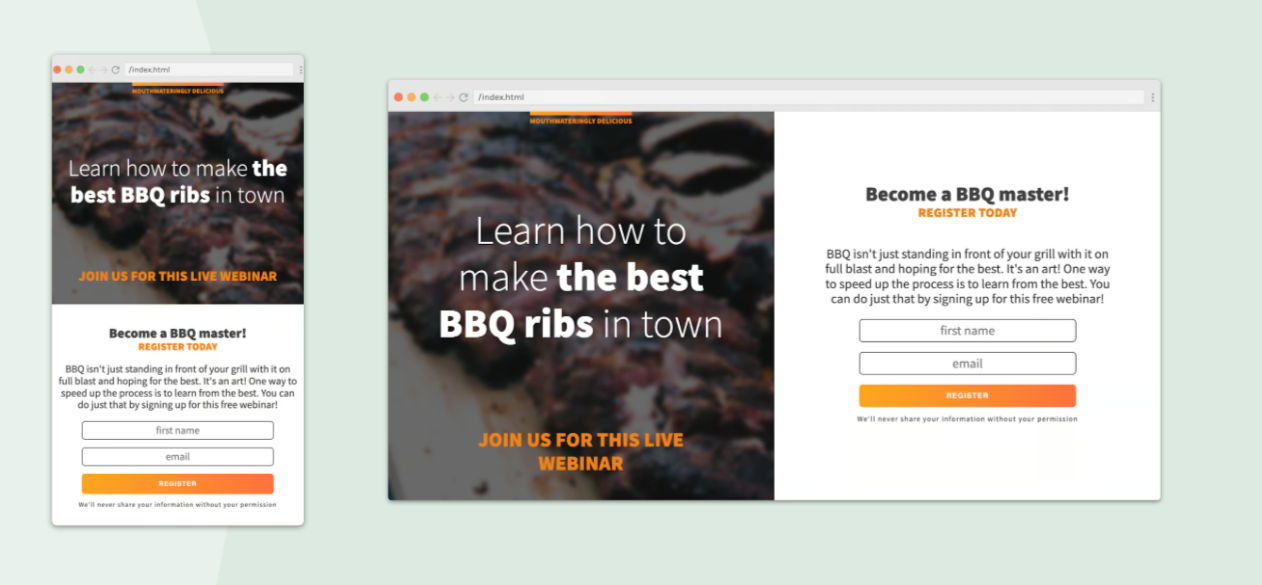 /index.html
MOUTHWATERINGLY DELICIOUS
Learn how to make the
best BBQ ribs in town
JOIN US FOR THIS LIVE WEBINAR
Become a BBQ master!
REGISTER TODAY
BBQ isn't just standing in front of your grill with it on
full blast and hoping for the best. It's an art! One way to
speed up the process is to learn from the best. You can
do just that by signing up for this free webinar!
first name
email
REGISTER
We'll never share your information without your permission
/index.html
MOUTHWATERINGLY DELICIOUS
Learn how to
make the best
BBQ ribs in town
JOIN US FOR THIS LIVE
WEBINAR
Become a BBQ master!
REGISTER TODAY
BBQ isn't just standing in front of your grill with it on
full blast and hoping for the best. It's an art! One way
to speed up the process is to learn from the best. You
can do just that by signing up for this free webinar!
first name
email
REGISTER
We'll never share your information without your permission